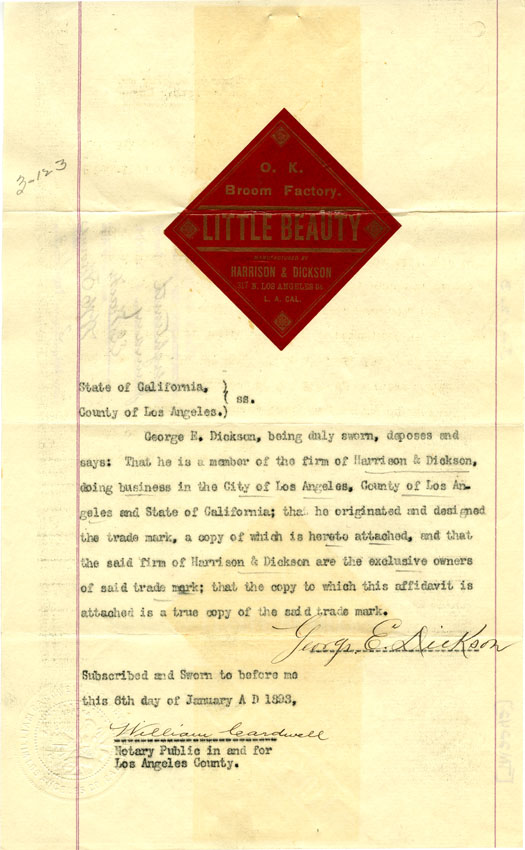 3-123
O. K.
Broom Factory.
LITTLE BEAUTY
MANUFACTURED BY
HARRISON & DICKSON
N. LOS ANGELES St.
L. A. CAL.
State of California, )
( ss.
County of Los Angeles.)
George E. Dickson, being duly sworn, deposes and
says: That he is a member of the firm of Harrison & Dickson,
doing business in the City of Los Angeles, County of Los An-
geles and State of California; that he originated and designed
the trade mark, a copy of which is hereto attached, and that
the said firm of Harrison & Dickson are the exclusive owners
of said trade mark; that the copy to which this affidavit is
attached is a true copy of the said trade mark.
George E. Dickson
Subscribed and Sworn to before me
this 6th day of January A D 1893,
William Cardwell
Notary Public in and for
Los Angeles County.